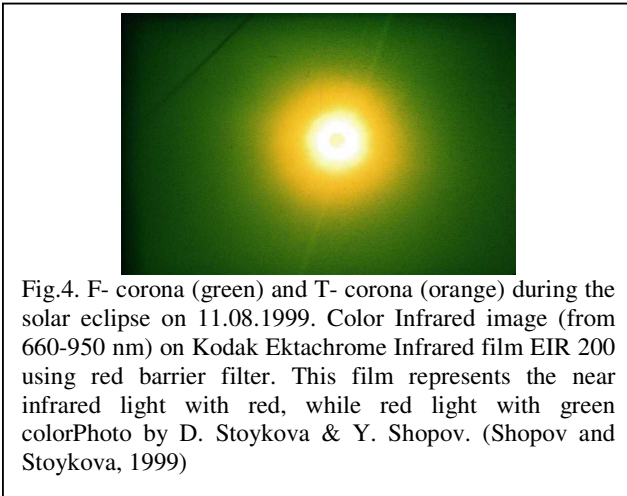 Fig.4. F- corona (green) and T- corona (orange) during the
solar eclipse on 11.08.1999. Color Infrared image (from
660-950 nm) on Kodak Ektachrome Infrared film EIR 200
using red barrier filter. This film represents the near
infrared light with red, while red light with green
colorPhoto by D. Stoykova & Y. Shopov. (Shopov and
Stoykova, 1999)